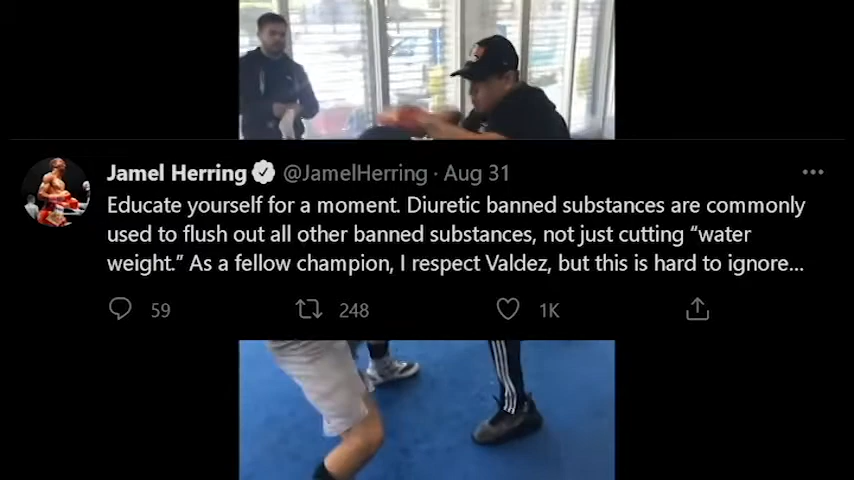 Jamel Herring @JamelHerring · Aug 31
Educate yourself for a moment. Diuretic banned substances are commonly
used to flush out all other banned substances, not just cutting “water
weight.” As a fellow champion, I respect Valdez, but this is hard to ignore...
59 248 1K